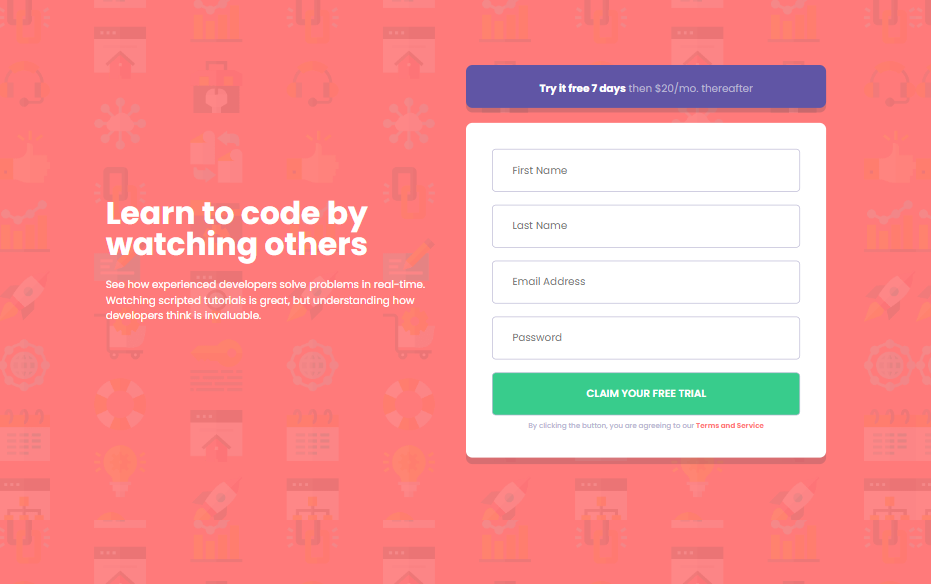 Learn to code by
watching others
See how experienced developers solve problems in real-time.
Watching scripted tutorials is great, but understanding how
developers think is invaluable.
Try it free 7 days then $20/mo. thereafter
First Name
Last Name
Email Address
Password
CLAIM YOUR FREE TRIAL
By clicking the button, you are agreeing to our Terms and Service